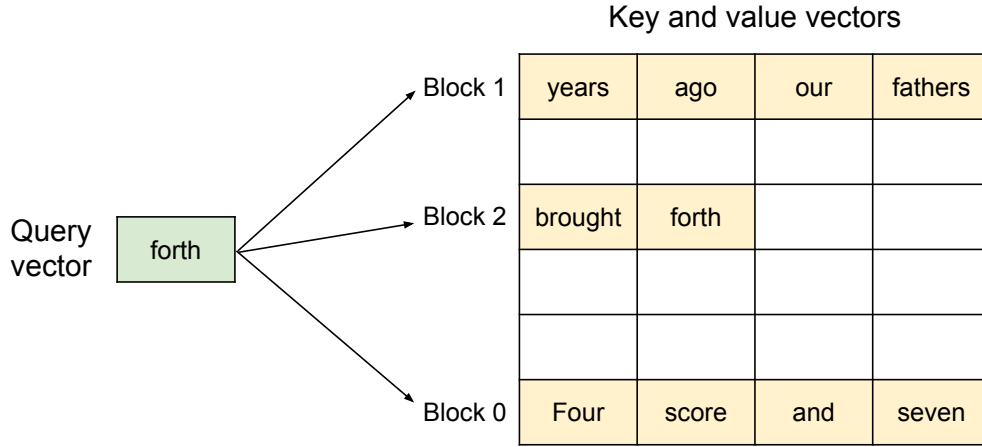 Key and value vectors
Block 1 years ago our fathers
Block 2 brought forth
Query vector
forth
Block 0 Four score and seven